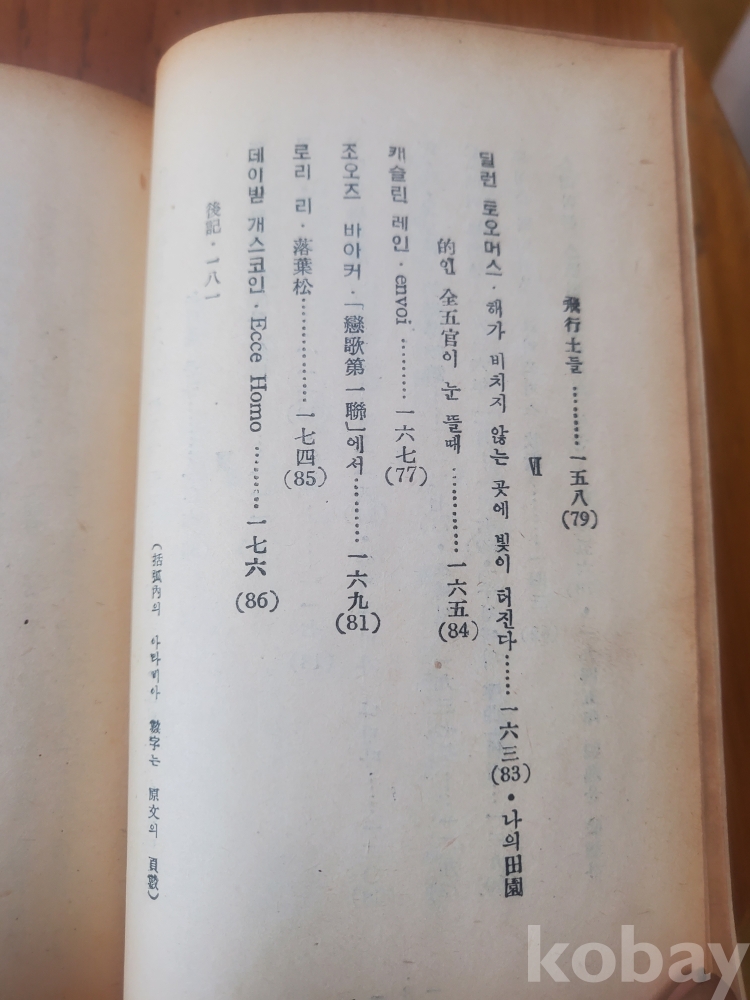 飛行士들 ………… 一五八 (79)
Ⅶ
딜런 토오머스 · 해가 비치지 않는 곳에 빛이 터진다…… 一六三 (83) · 나의 田園
的인 全五官이 눈 뜰때 ………… 一六五 (84)
캐슬린 레인 · envoi ………… 一六七 (77)
조오즈 바아커 · 「戀歌第一聯」에서 ………… 一六九 (81)
로리 리 · 落葉松 ………… 一七四 (85)
데이빋 개스코인 · Ecce Homo ………… 一七六 (86)
後記 · 一八一
(括弧內의 아라비아 數字는 原文의 頁數)
kobay